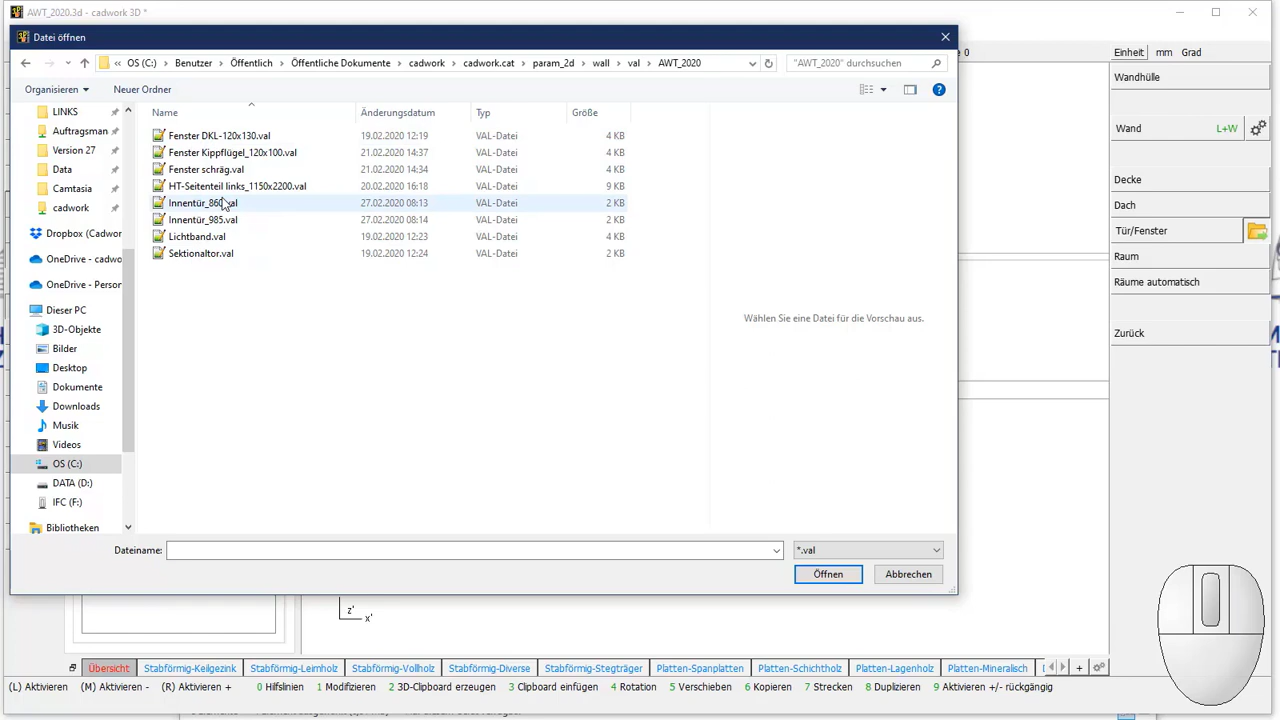 AWT_2020.3d - cadwork 3D *
Datei öffnen
« OS (C:) › Benutzer › Öffentlich › Öffentliche Dokumente › cadwork › cadwork.cat › param_2d › wall › val › AWT_2020
"AWT_2020" durchsuchen
Organisieren
Neuer Ordner
LINKS
Auftragsman
Version 27
Data
Camtasia
cadwork
Dropbox (Cadwor
OneDrive - cadwo
OneDrive - Person
Dieser PC
3D-Objekte
Bilder
Desktop
Dokumente
Downloads
Musik
Videos
OS (C:)
DATA (D:)
IFC (F:)
Bibliotheken
Name Änderungsdatum Typ Größe
Fenster DKL-120x130.val 19.02.2020 12:19 VAL-Datei 4 KB
Fenster Kippflügel_120x100.val 21.02.2020 14:37 VAL-Datei 4 KB
Fenster schräg.val 21.02.2020 14:34 VAL-Datei 4 KB
HT-Seitenteil links_1150x2200.val 20.02.2020 16:18 VAL-Datei 9 KB
Innentür_860.val 27.02.2020 08:13 VAL-Datei 2 KB
Innentür_985.val 27.02.2020 08:14 VAL-Datei 2 KB
Lichtband.val 19.02.2020 12:23 VAL-Datei 4 KB
Sektionaltor.val 19.02.2020 12:24 VAL-Datei 2 KB
Wählen Sie eine Datei für die Vorschau aus.
Dateiname:
*.val
Öffnen
Abbrechen
e 0
Einheit mm Grad
Wandhülle
Wand L+W
Decke
Dach
Tür/Fenster
Raum
Räume automatisch
Zurück
z'
x'
Übersicht Stabförmig-Keilgezink Stabförmig-Leimholz Stabförmig-Vollholz Stabförmig-Diverse Stabförmig-Stegträger Platten-Spanplatten Platten-Schichtholz Platten-Lagenholz Platten-Mineralisch
(L) Aktivieren (M) Aktivieren - (R) Aktivieren + 0 Hilfslinien 1 Modifizieren 2 3D-Clipboard erzeugen 3 Clipboard einfügen 4 Rotation 5 Verschieben 6 Kopieren 7 Strecken 8 Duplizieren 9 Aktivieren +/- rückgängig